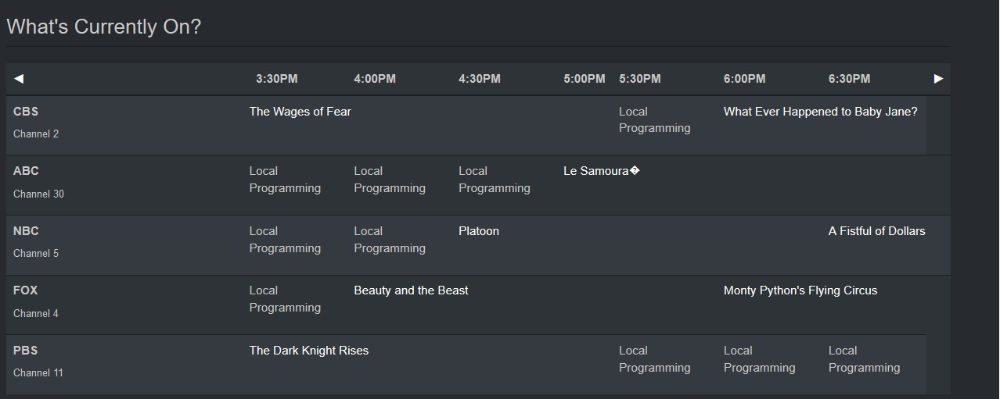 What's Currently On?
◀ 3:30PM 4:00PM 4:30PM 5:00PM 5:30PM 6:00PM 6:30PM ▶
CBS The Wages of Fear Local What Ever Happened to Baby Jane?
Channel 2 Programming
ABC Local Local Local Le Samoura�
Channel 30 Programming Programming Programming
NBC Local Local Platoon A Fistful of Dollars
Channel 5 Programming Programming
FOX Local Beauty and the Beast Monty Python's Flying Circus
Channel 4 Programming
PBS The Dark Knight Rises Local Local Local
Channel 11 Programming Programming Programming